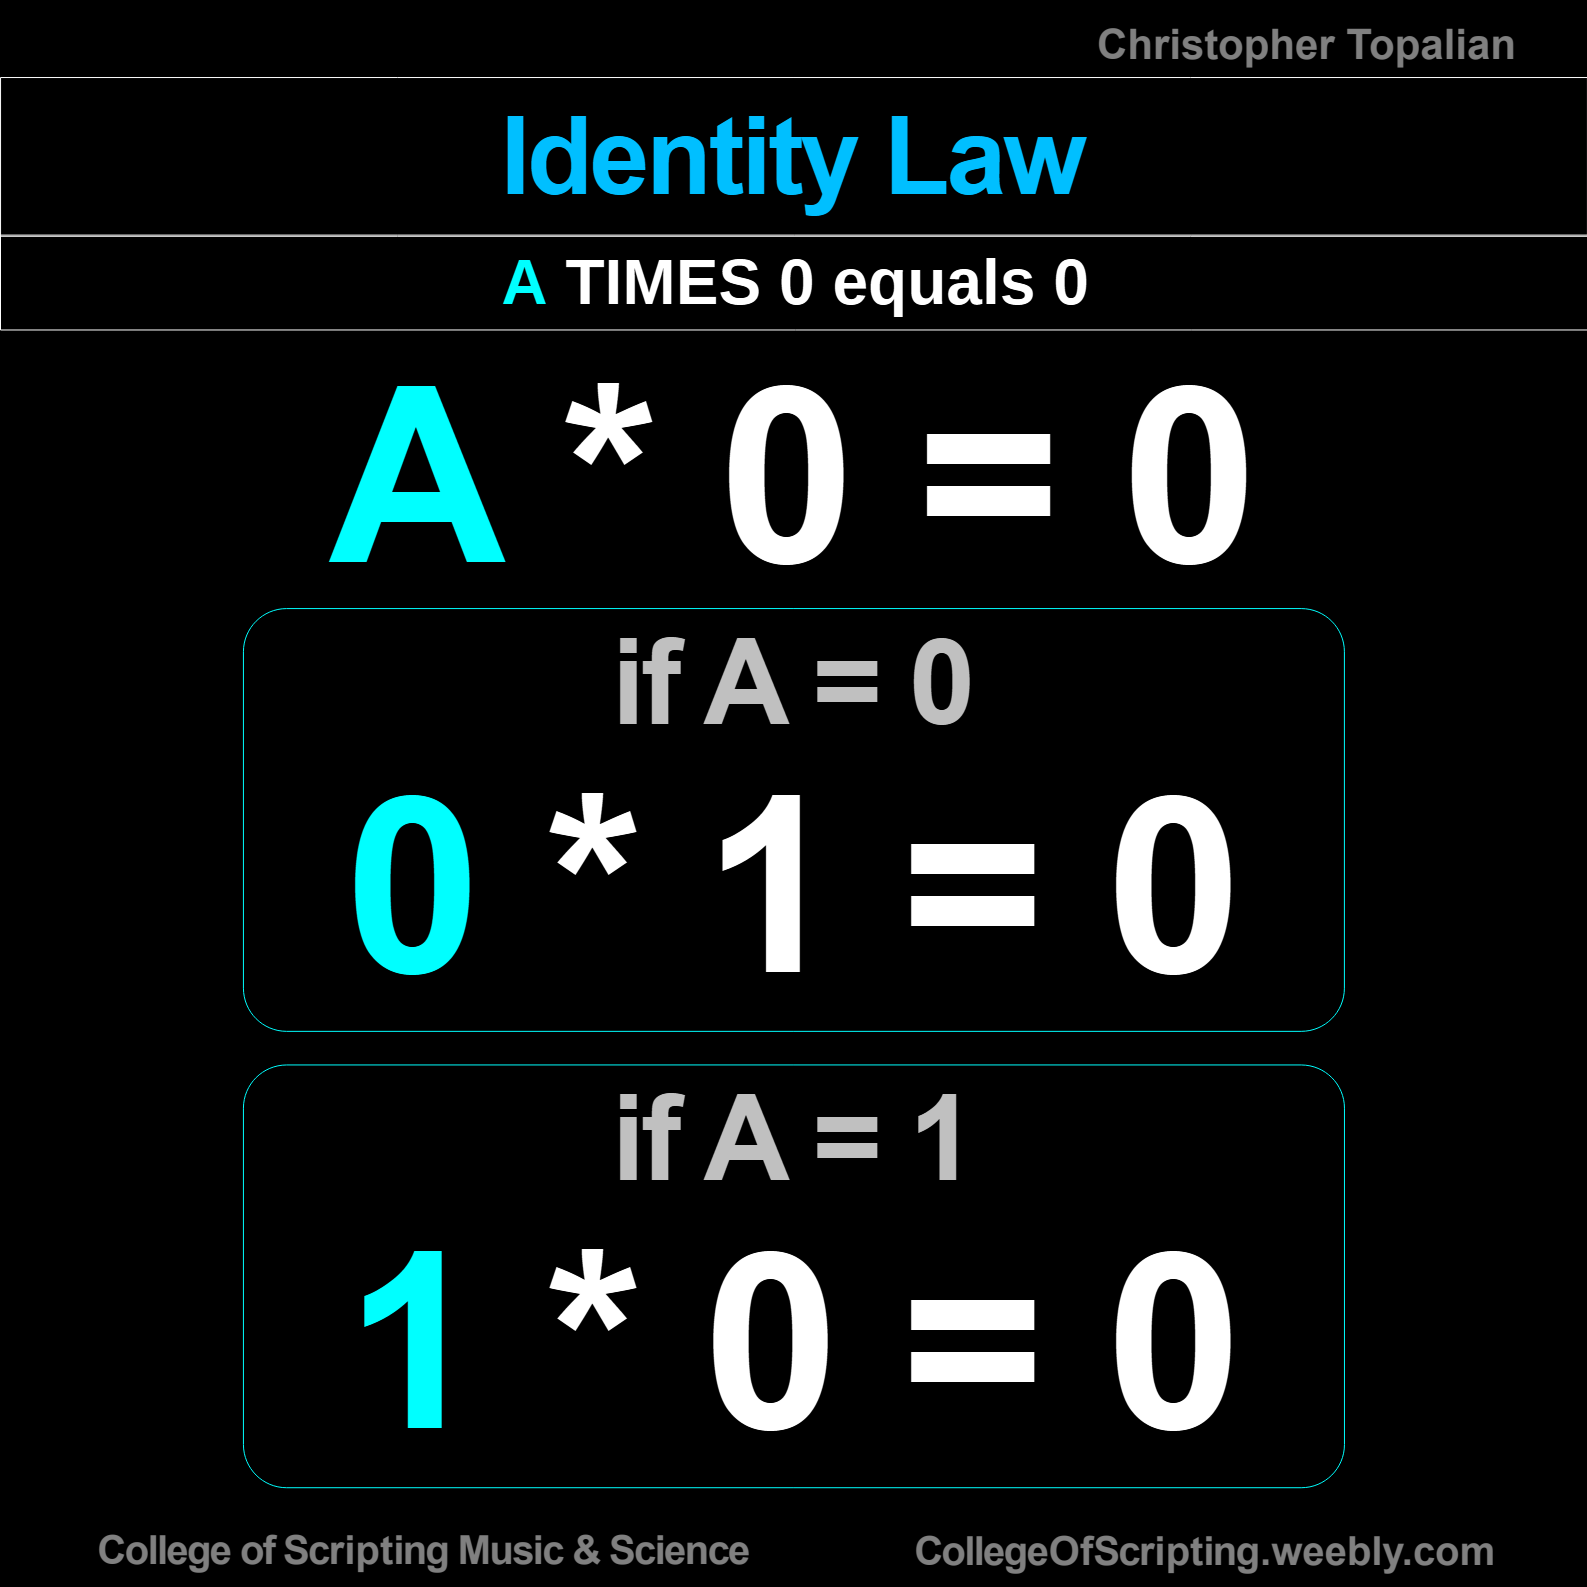 Christopher Topalian
Identity Law
A TIMES 0 equals 0
A * 0 = 0
if A = 0
0 * 1 = 0
if A = 1
1 * 0 = 0
College of Scripting Music & Science
CollegeOfScripting.weebly.com